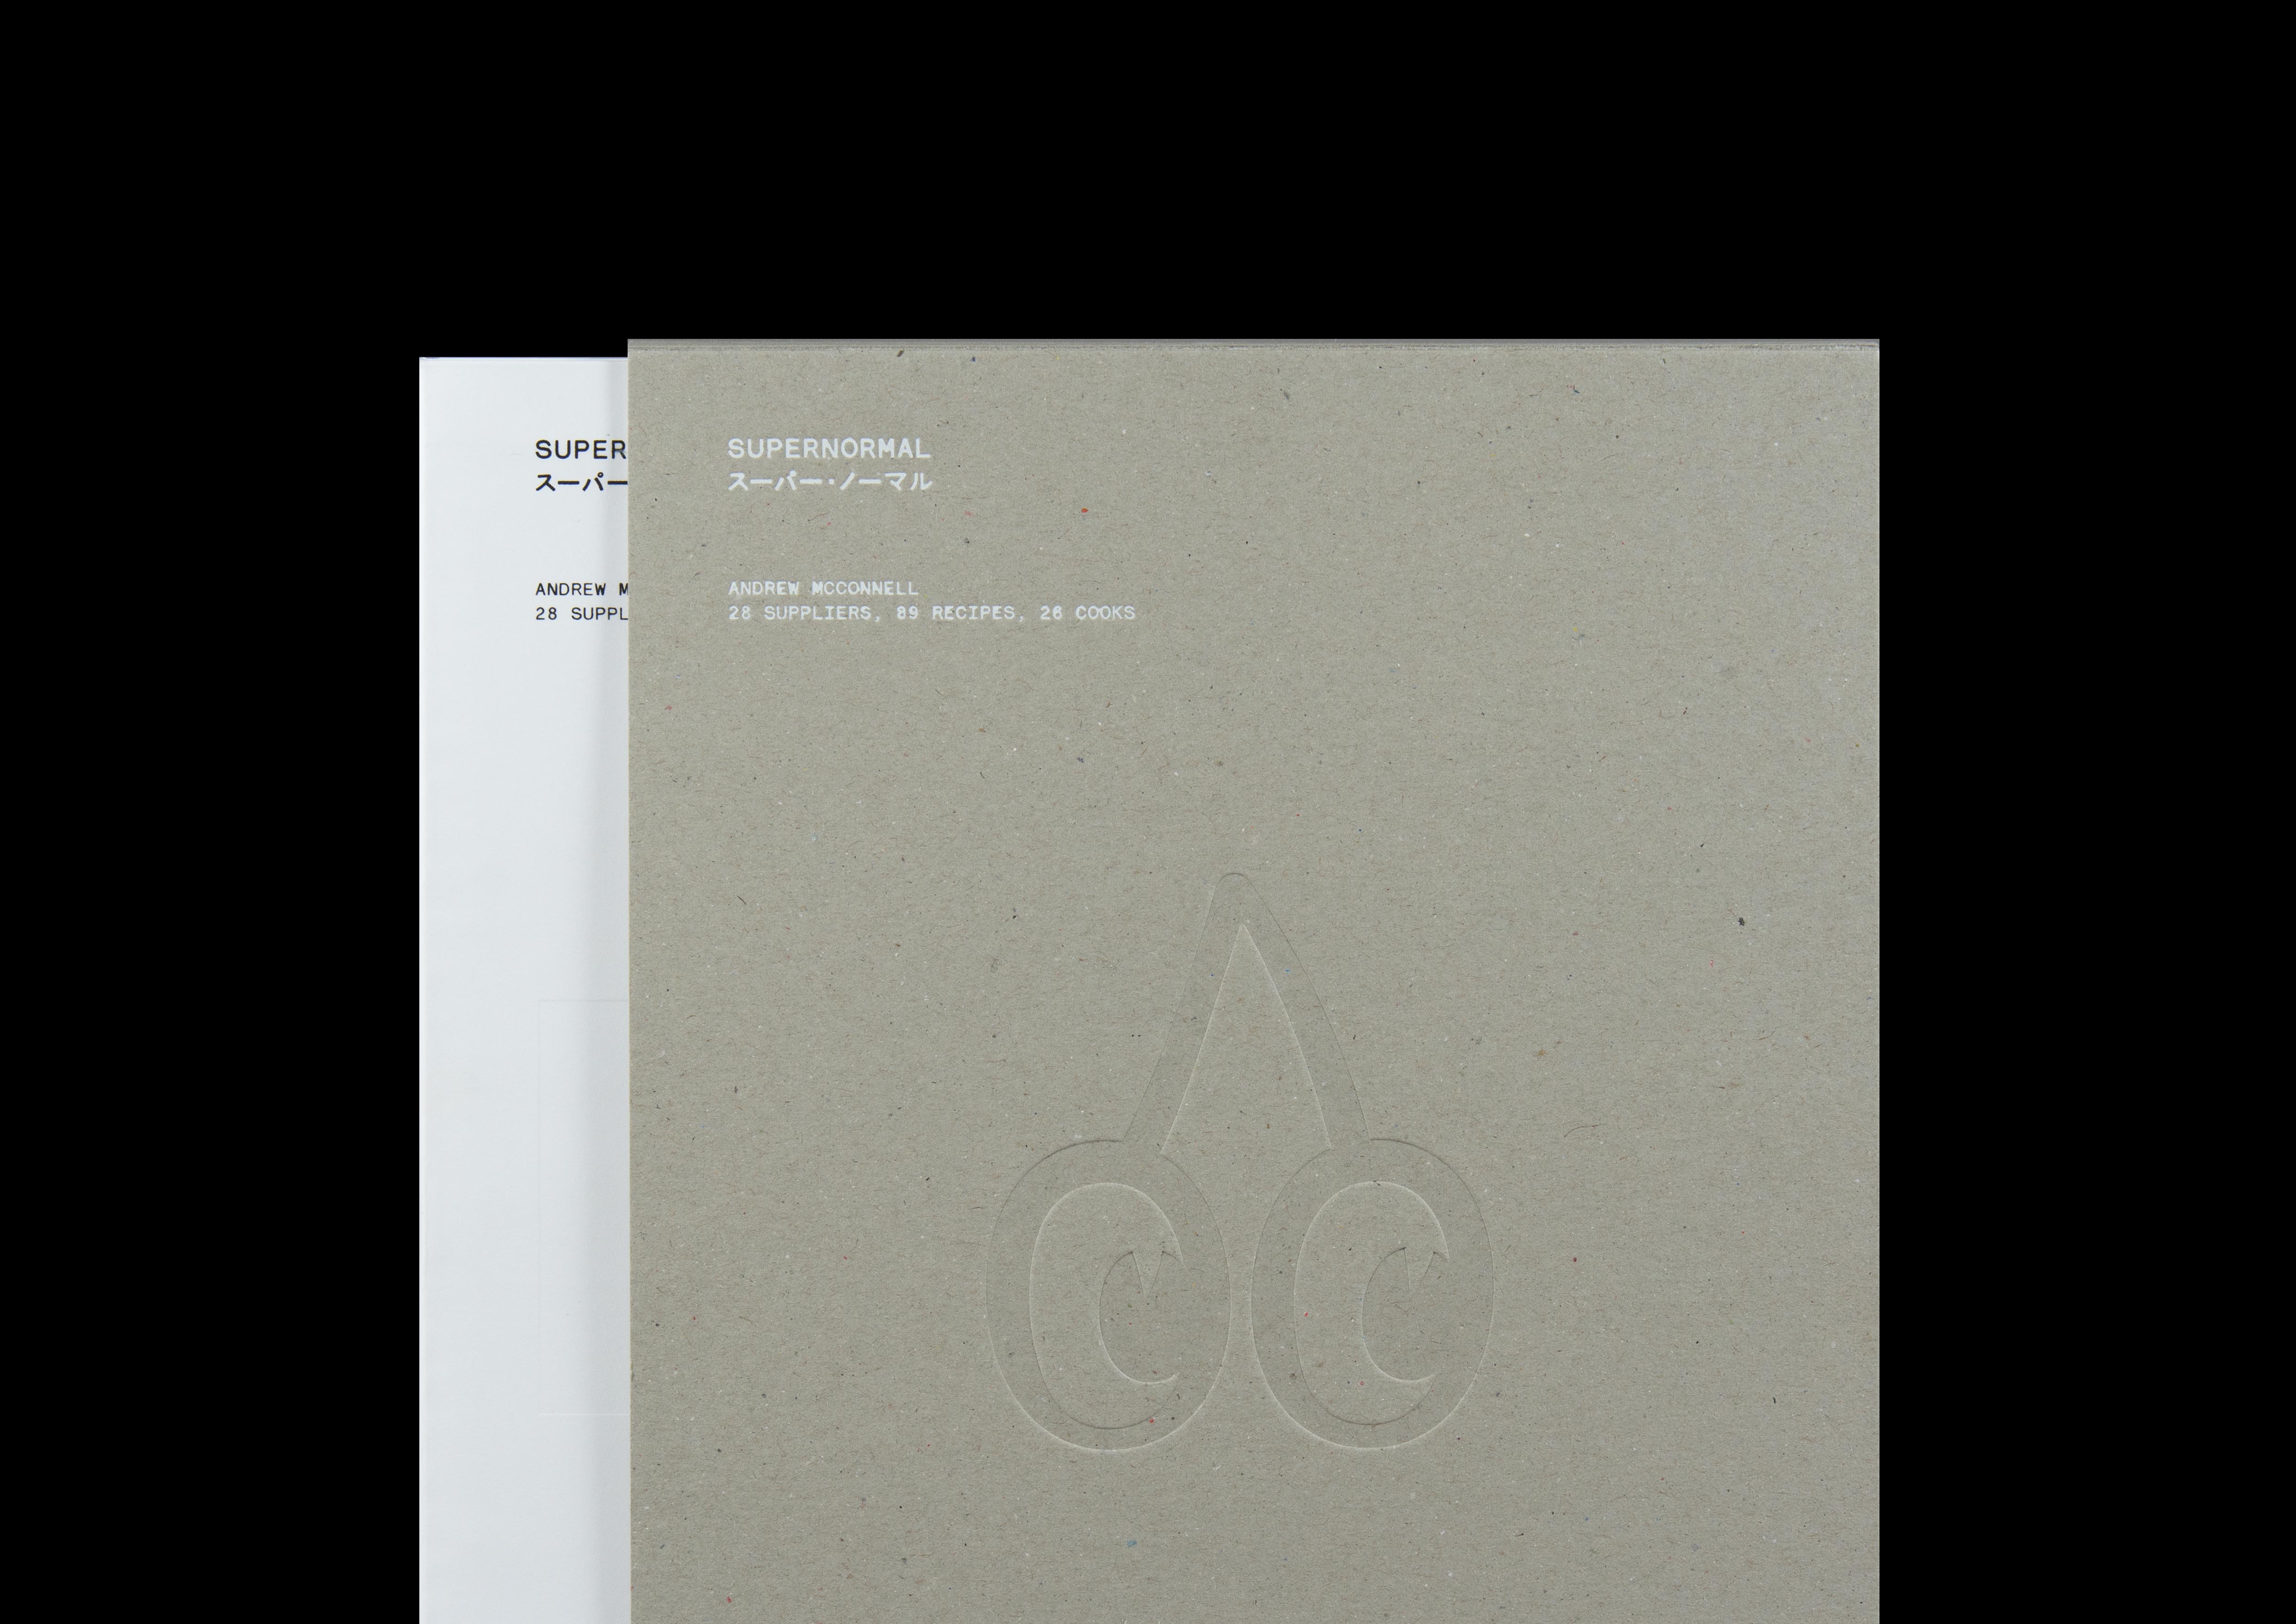 SUPER
スーパー
ANDREW M
28 SUPPL
SUPERNORMAL
スーパー・ノーマル
ANDREW MCCONNELL
28 SUPPLIERS, 89 RECIPES, 26 COOKS